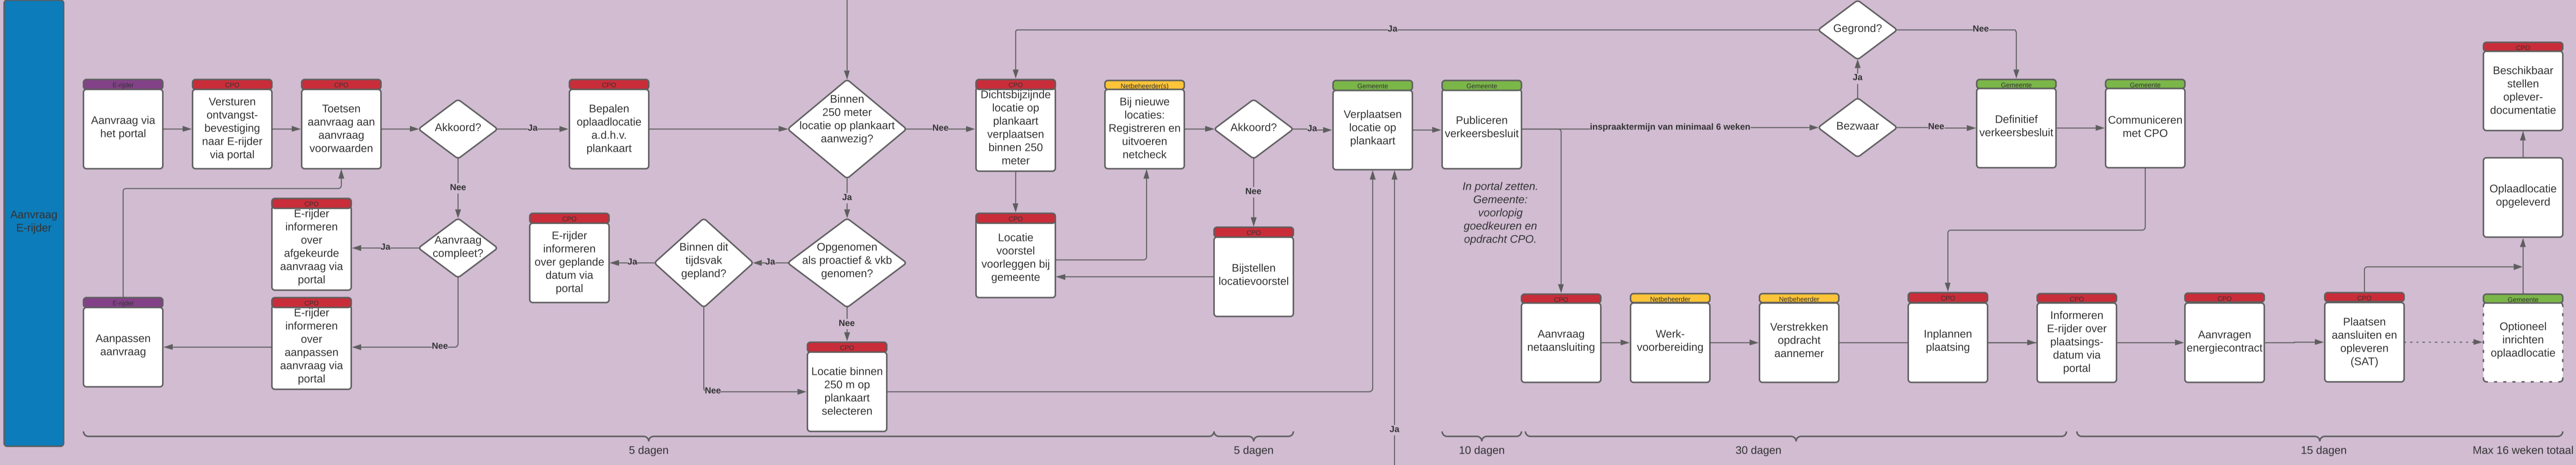 Aanvraag
E-rijder
E-rijder
Aanvraag via
het portal
CPO
Versturen
ontvangst-
bevestiging
naar E-rijder
via portal
CPO
Toetsen
aanvraag aan
aanvraag
voorwaarden
Akkoord?
Ja
Nee
Aanvraag
compleet?
Ja
CPO
E-rijder
informeren
over
afgekeurde
aanvraag via
portal
Nee
CPO
E-rijder
informeren
over
aanpassen
aanvraag via
portal
E-rijder
Aanpassen
aanvraag
CPO
Bepalen
oplaadlocatie
a.d.h.v.
plankaart
Binnen
250 meter
locatie op plankaart
aanwezig?
Nee
Ja
Opgenomen
als proactief & vkb
genomen?
Ja
Binnen dit
tijdsvak
gepland?
Ja
CPO
E-rijder
informeren
over geplande
datum via
portal
Nee
Nee
CPO
Locatie binnen
250 m op
plankaart
selecteren
CPO
Dichtsbijzijnde
locatie op
plankaart
verplaatsen
binnen 250
meter
CPO
Locatie
voorstel
voorleggen bij
gemeente
Netbeheerder(s)
Bij nieuwe
locaties:
Registreren en
uitvoeren
netcheck
Akkoord?
Ja
Nee
CPO
Bijstellen
locatievoorstel
Gemeente
Verplaatsen
locatie op
plankaart
Ja
Gemeente
Publiceren
verkeersbesluit
In portal zetten.
Gemeente:
voorlopig
goedkeuren en
opdracht CPO.
inspraaktermijn van minimaal 6 weken
Bezwaar
Ja
Gegrond?
Ja
Nee
Nee
Gemeente
Definitief
verkeersbesluit
Gemeente
Communiceren
met CPO
CPO
Aanvraag
netaansluiting
Netbeheerder
Werk-
voorbereiding
Netbeheerder
Verstrekken
opdracht
aannemer
CPO
Inplannen
plaatsing
CPO
Informeren
E-rijder over
plaatsings-
datum via
portal
CPO
Aanvragen
energiecontract
CPO
Plaatsen
aansluiten en
opleveren
(SAT)
Gemeente
Optioneel
inrichten
oplaadlocatie
Oplaadlocatie
opgeleverd
CPO
Beschikbaar
stellen
oplever-
documentatie
5 dagen
5 dagen
10 dagen
30 dagen
15 dagen
Max 16 weken totaal